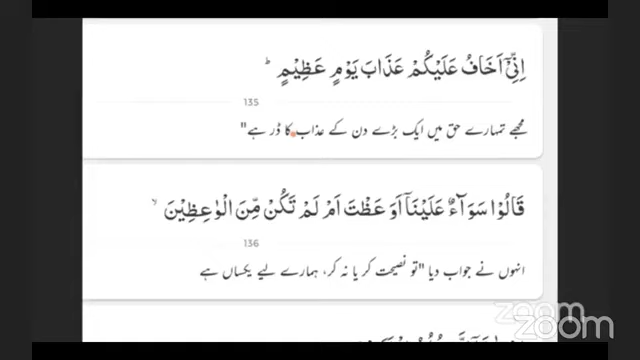 اِنِّىۡۤ اَخَافُ عَلَيۡكُمۡ عَذَابَ يَوۡمٍ عَظِيۡمٍؕ
135
مجھے تمہارے حق میں ایک بڑے دن کے عذاب کا ڈر ہے"
قَالُوۡا سَوَآءٌ عَلَيۡنَاۤ اَوَعَظۡتَ اَمۡ لَمۡ تَكُنۡ مِّنَ الۡوٰعِظِيۡنَۙ
136
انہوں نے جواب دیا "تو نصیحت کر یا نہ کر، ہمارے لیے یکساں ہے
zoom
zoom